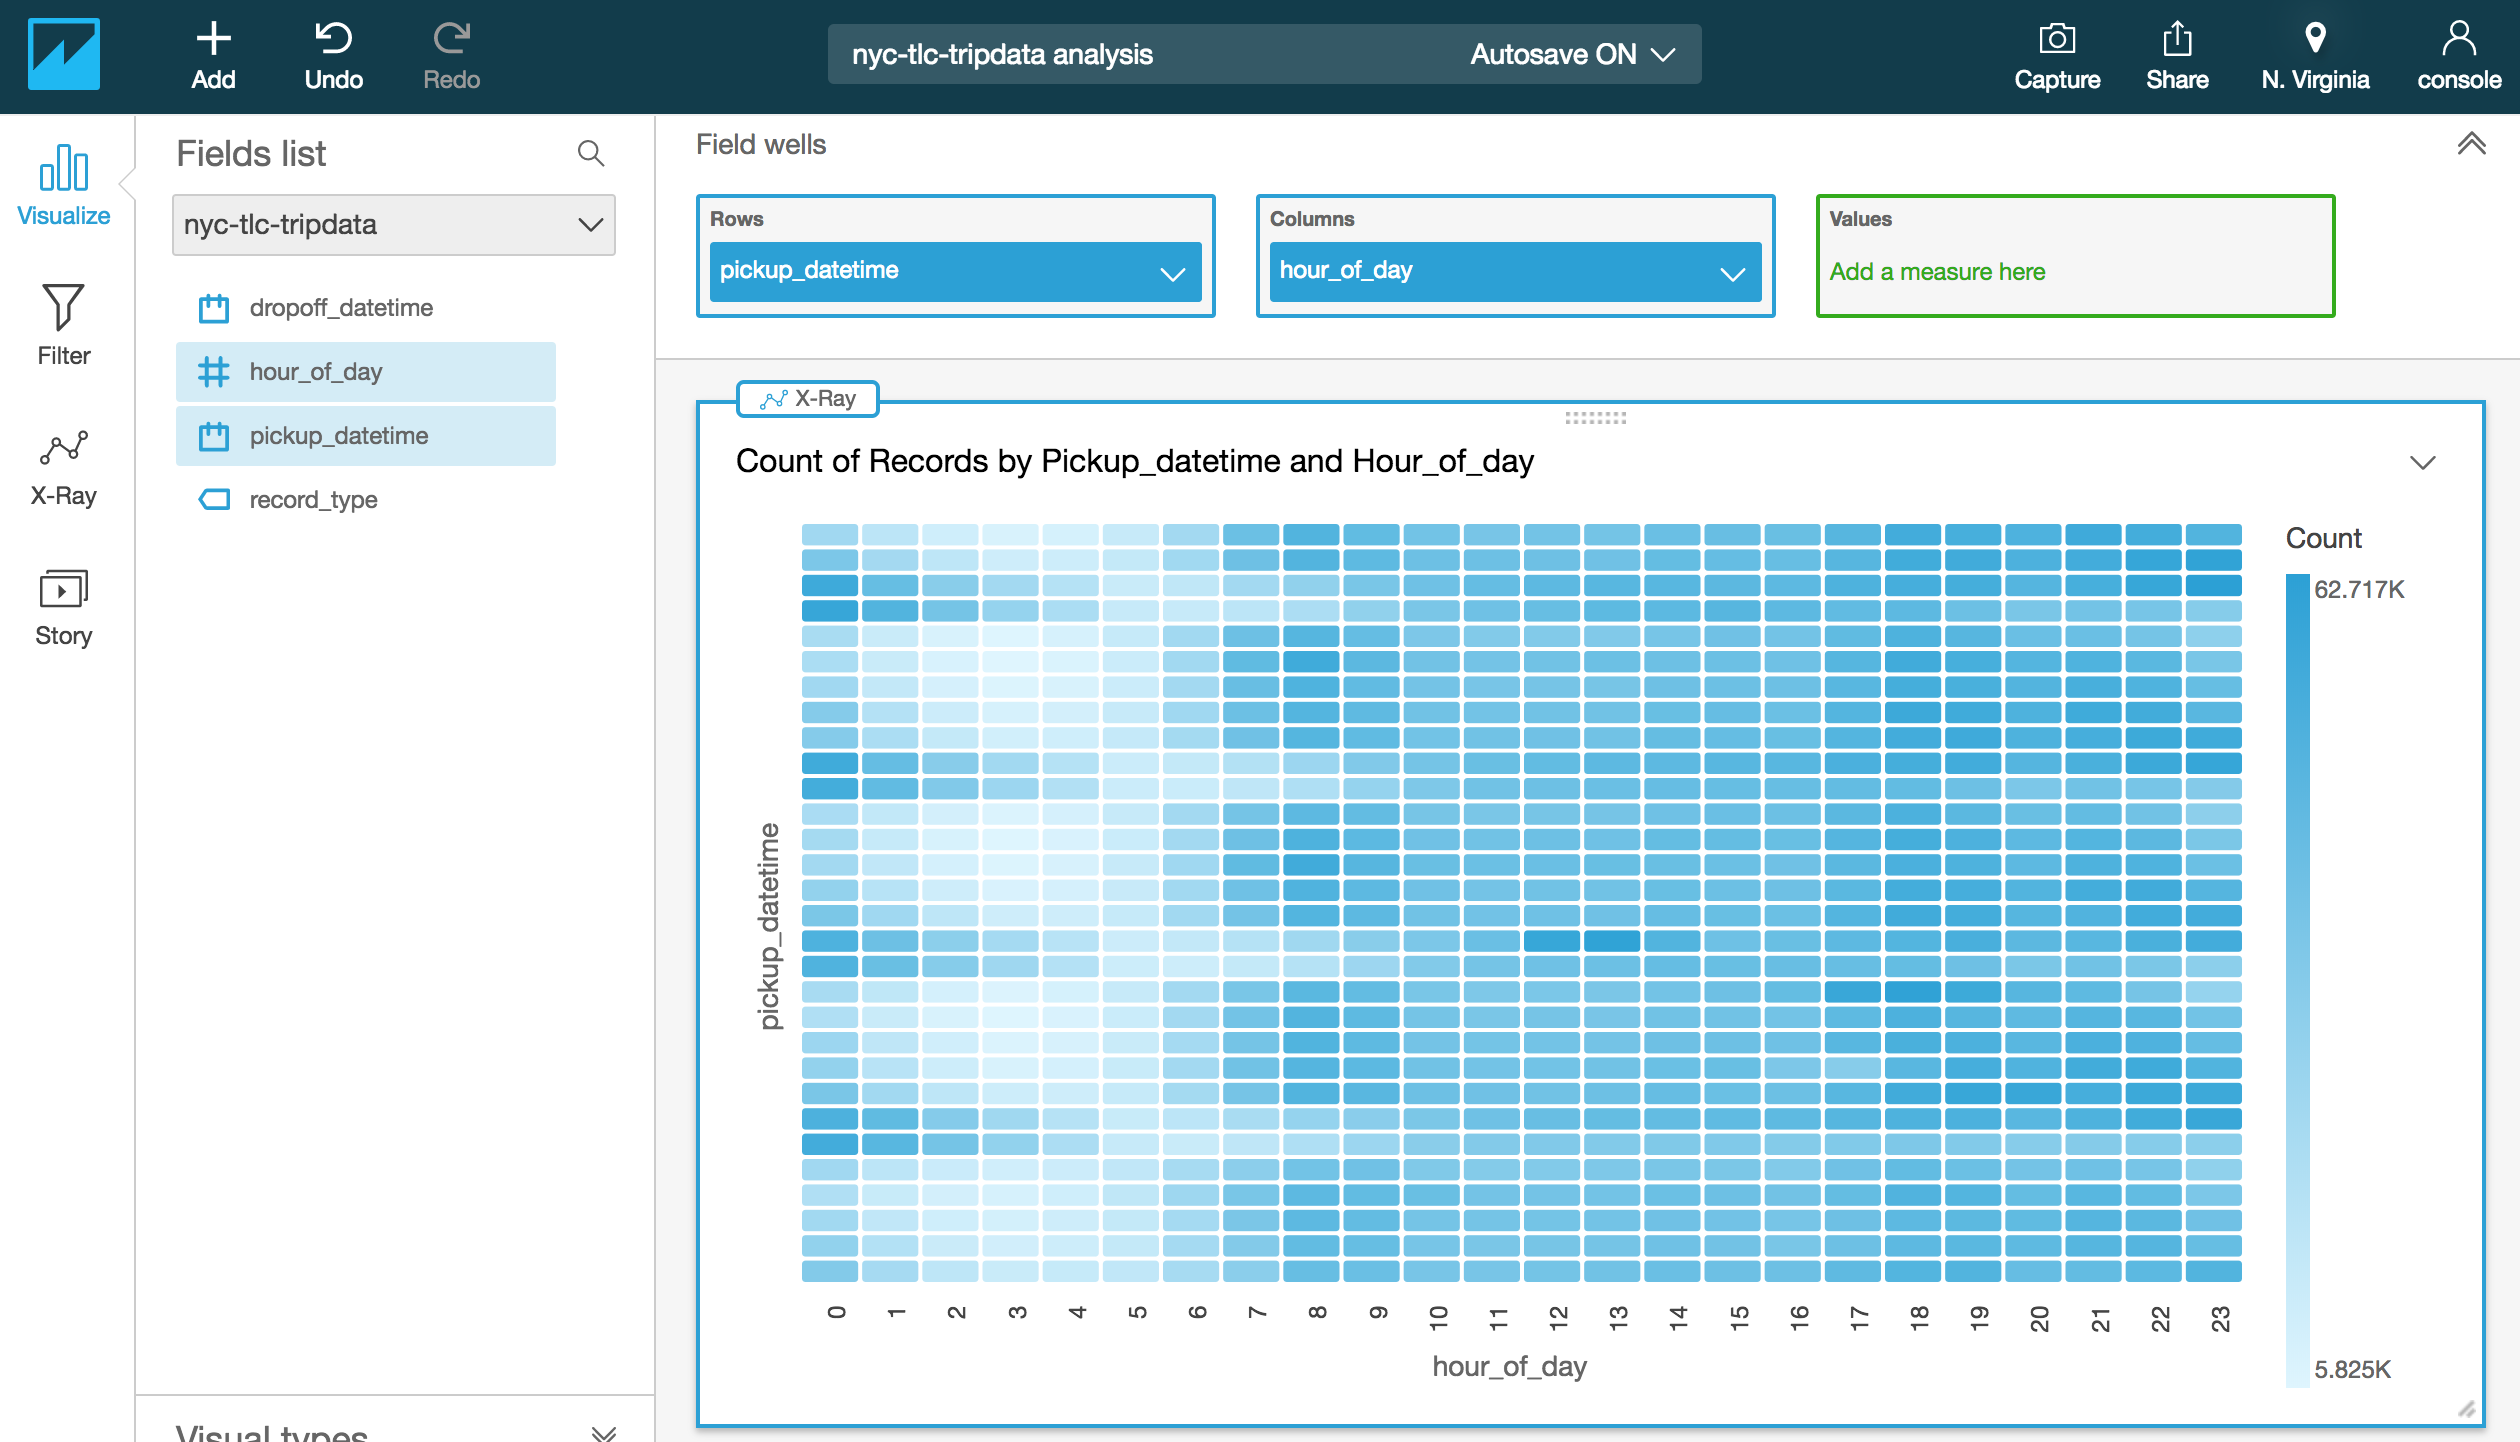 Add
Undo
Redo
nyc-tlc-tripdata analysis
Autosave ON
Capture
Share
N. Virginia
console
Visualize
Filter
X-Ray
Story
Fields list
nyc-tlc-tripdata
dropoff_datetime
hour_of_day
pickup_datetime
record_type
Visual types
Field wells
Rows
pickup_datetime
Columns
hour_of_day
Values
Add a measure here
X-Ray
Count of Records by Pickup_datetime and Hour_of_day
pickup_datetime
0 1 2 3 4 5 6 7 8 9 10 11 12 13 14 15 16 17 18 19 20 21 22 23
hour_of_day
Count
62.717K
5.825K